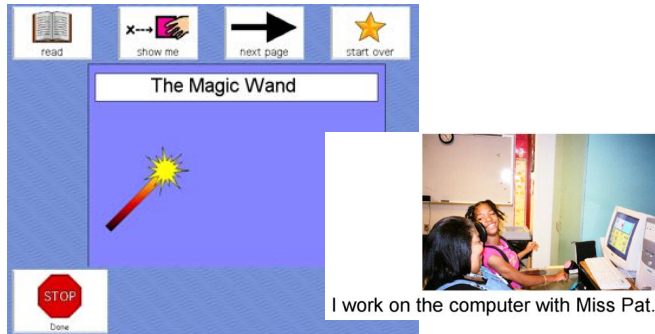 read
show me
next page
start over
The Magic Wand
STOP
Done
I work on the computer with Miss Pat.